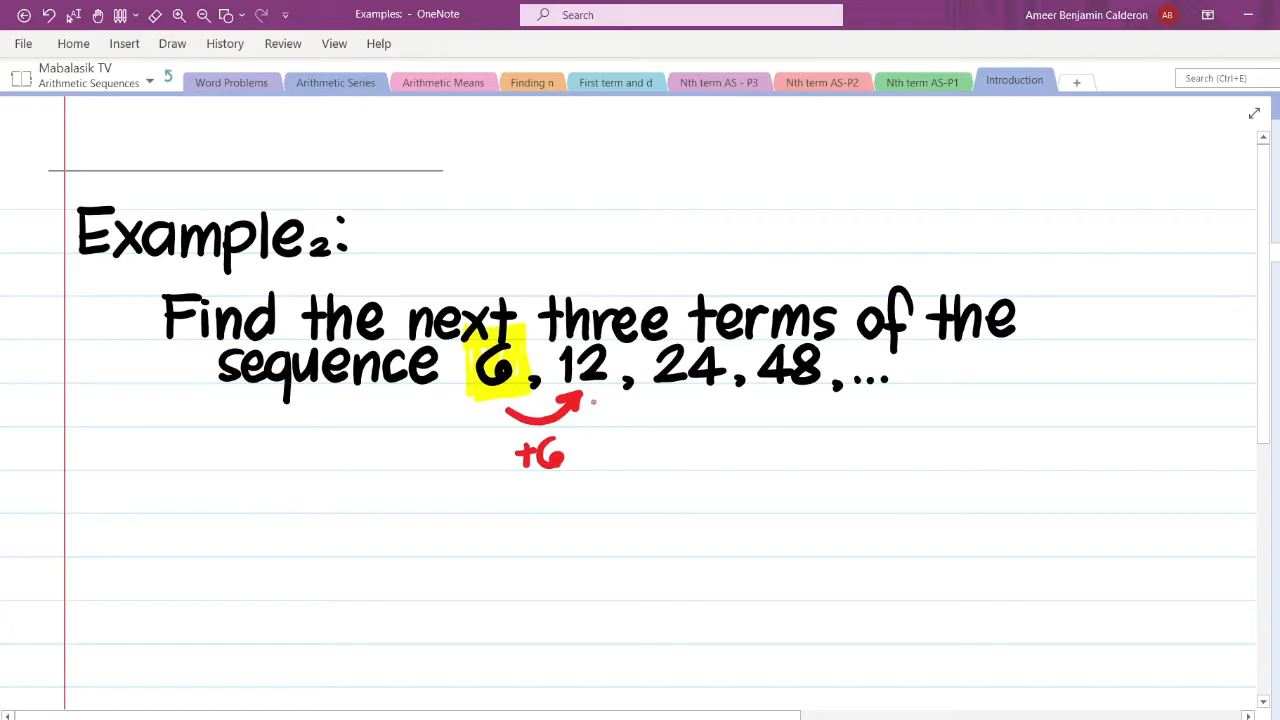 Examples: - OneNote
Search
Ameer Benjamin Calderon
AB
File Home Insert Draw History Review View Help
Mabalasik TV
Arithmetic Sequences
Word Problems Arithmetic Series Arithmetic Means Finding n First term and d Nth term AS - P3 Nth term AS-P2 Nth term AS-P1 Introduction +
Search (Ctrl+E)
Example₂:
Find the next three terms of the
sequence 6, 12, 24, 48, ...
+6